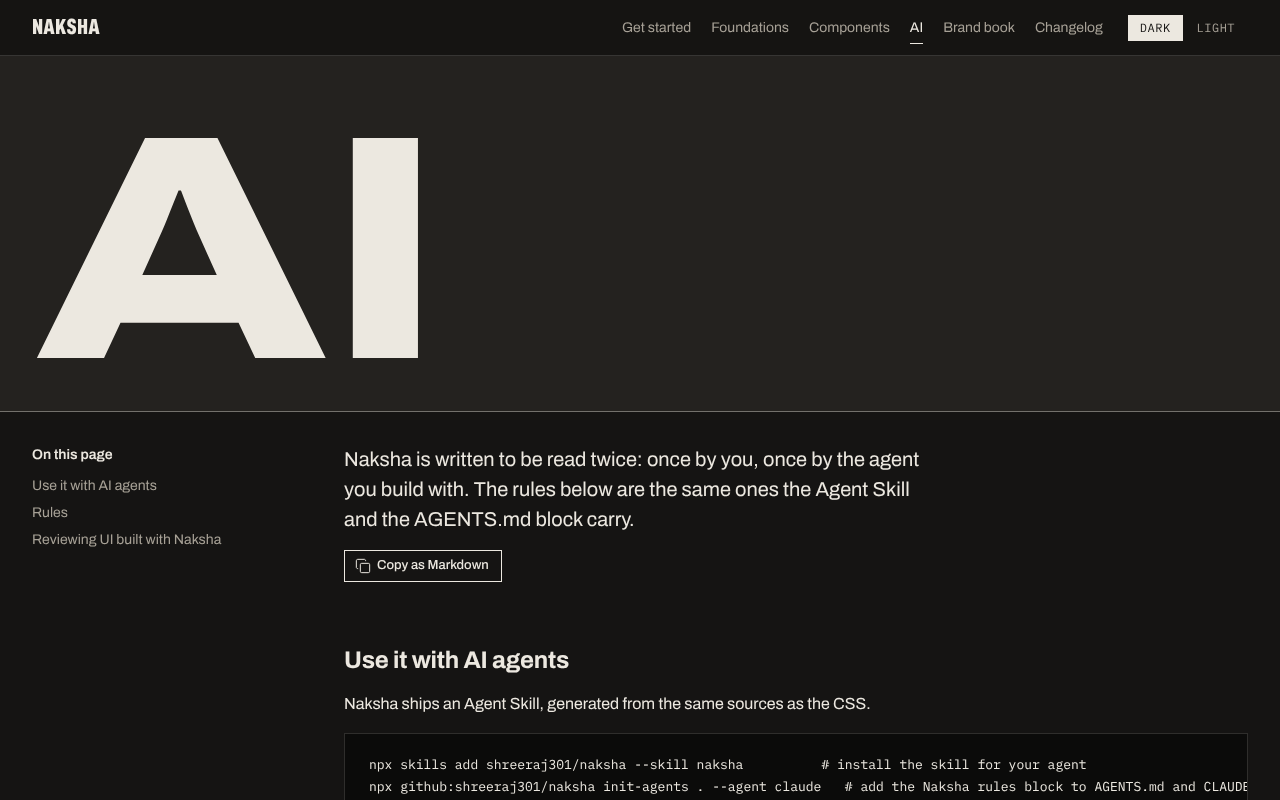 NAKSHA
Get started Foundations Components AI Brand book Changelog DARK LIGHT
AI
On this page
Use it with AI agents
Rules
Reviewing UI built with Naksha
Naksha is written to be read twice: once by you, once by the agent
you build with. The rules below are the same ones the Agent Skill
and the AGENTS.md block carry.
Copy as Markdown
Use it with AI agents
Naksha ships an Agent Skill, generated from the same sources as the CSS.
npx skills add shreeraj301/naksha --skill naksha # install the skill for your agent
npx github:shreeraj301/naksha init-agents . --agent claude # add the Naksha rules block to AGENTS.md and CLAUDE